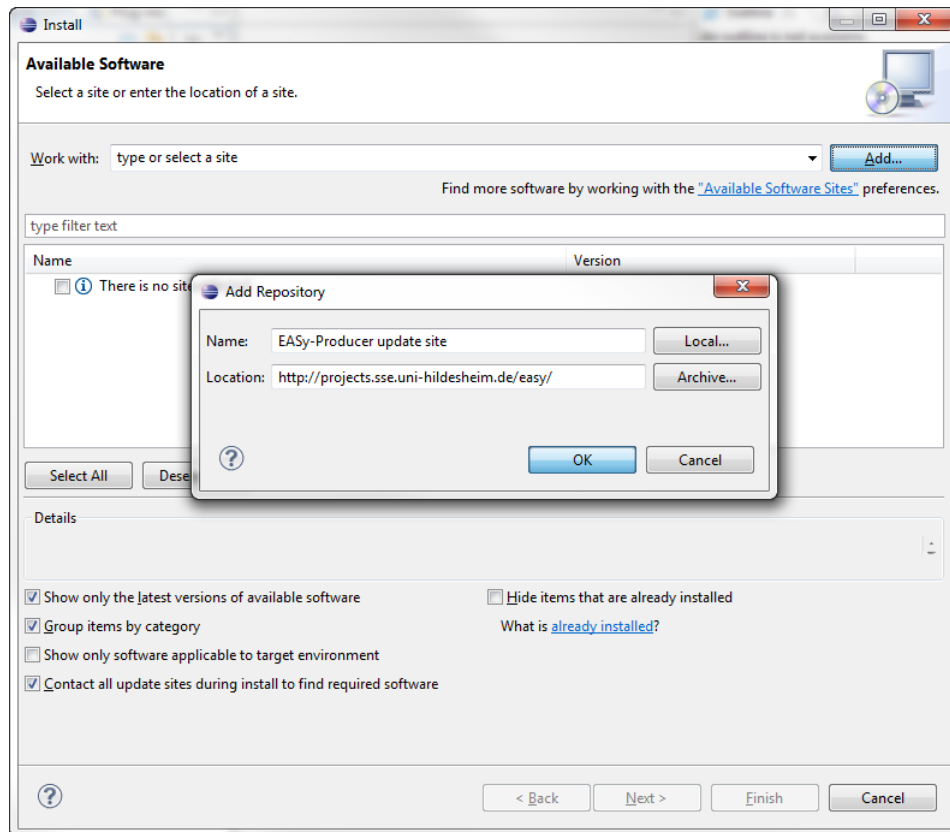 Install
Available Software
Select a site or enter the location of a site.
Work with: type or select a site Add...
Find more software by working with the "Available Software Sites" preferences.
type filter text
Name Version
There is no site
Add Repository
Name: EASy-Producer update site Local...
Location: http://projects.sse.uni-hildesheim.de/easy/ Archive...
OK Cancel
Select All Dese
Details
Show only the latest versions of available software Hide items that are already installed
Group items by category What is already installed?
Show only software applicable to target environment
Contact all update sites during install to find required software
< Back Next > Finish Cancel